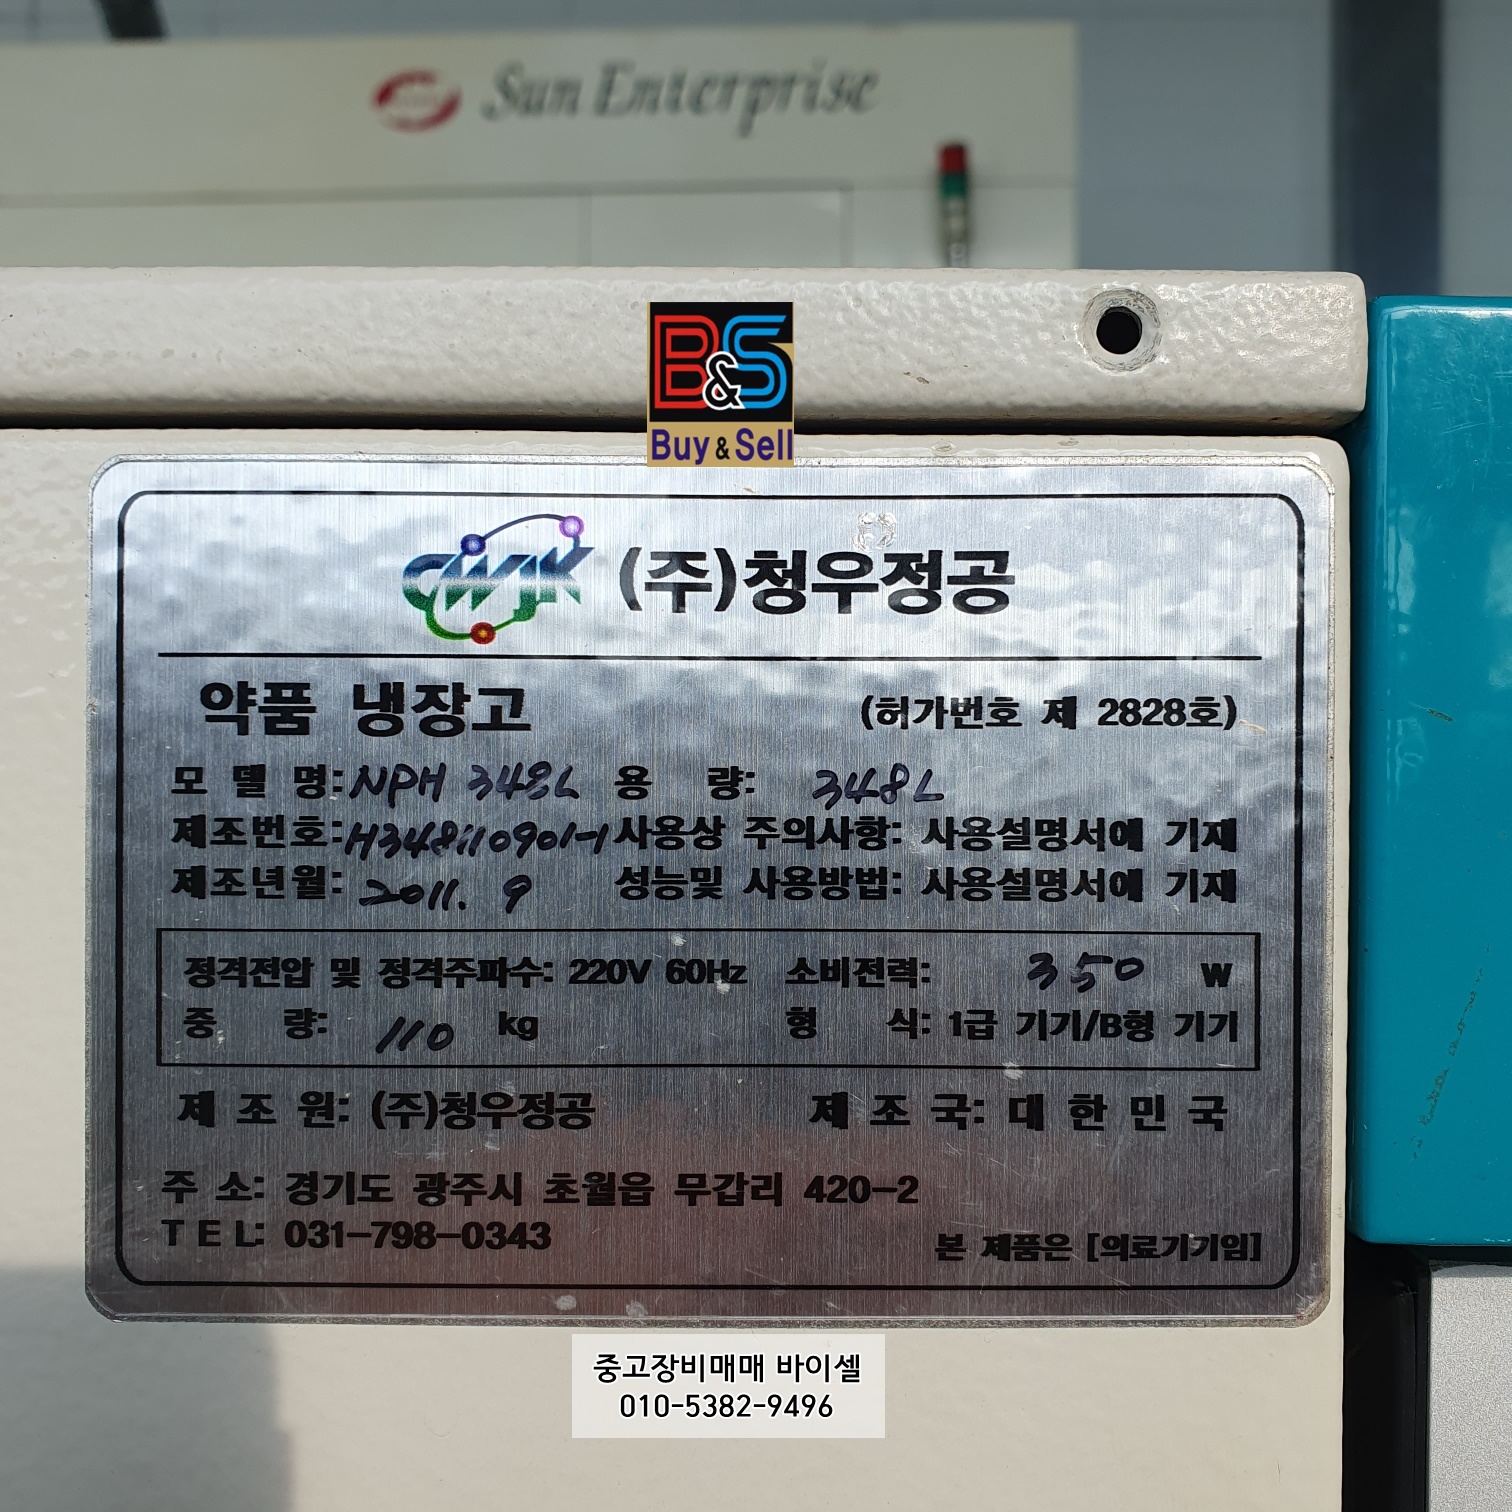 Sun Enterprise
B&S
Buy & Sell
CWJK (주)청우정공
약품 냉장고 (허가번호 제 2828호)
모 델 명: NPH 348L 용 량: 348L
제조번호: H348i10901-1 사용상 주의사항: 사용설명서에 기재
제조년월: 2011. 9 성능및 사용방법: 사용설명서에 기재
정격전압 및 정격주파수: 220V 60Hz 소비전력: 350 W
중 량: 110 kg 형 식: 1급 기기/B형 기기
제 조 원: (주)청우정공 제 조 국: 대 한 민 국
주 소: 경기도 광주시 초월읍 무갑리 420-2
T E L: 031-798-0343
본 제품은 [의료기기임]
중고장비매매 바이셀
010-5382-9496